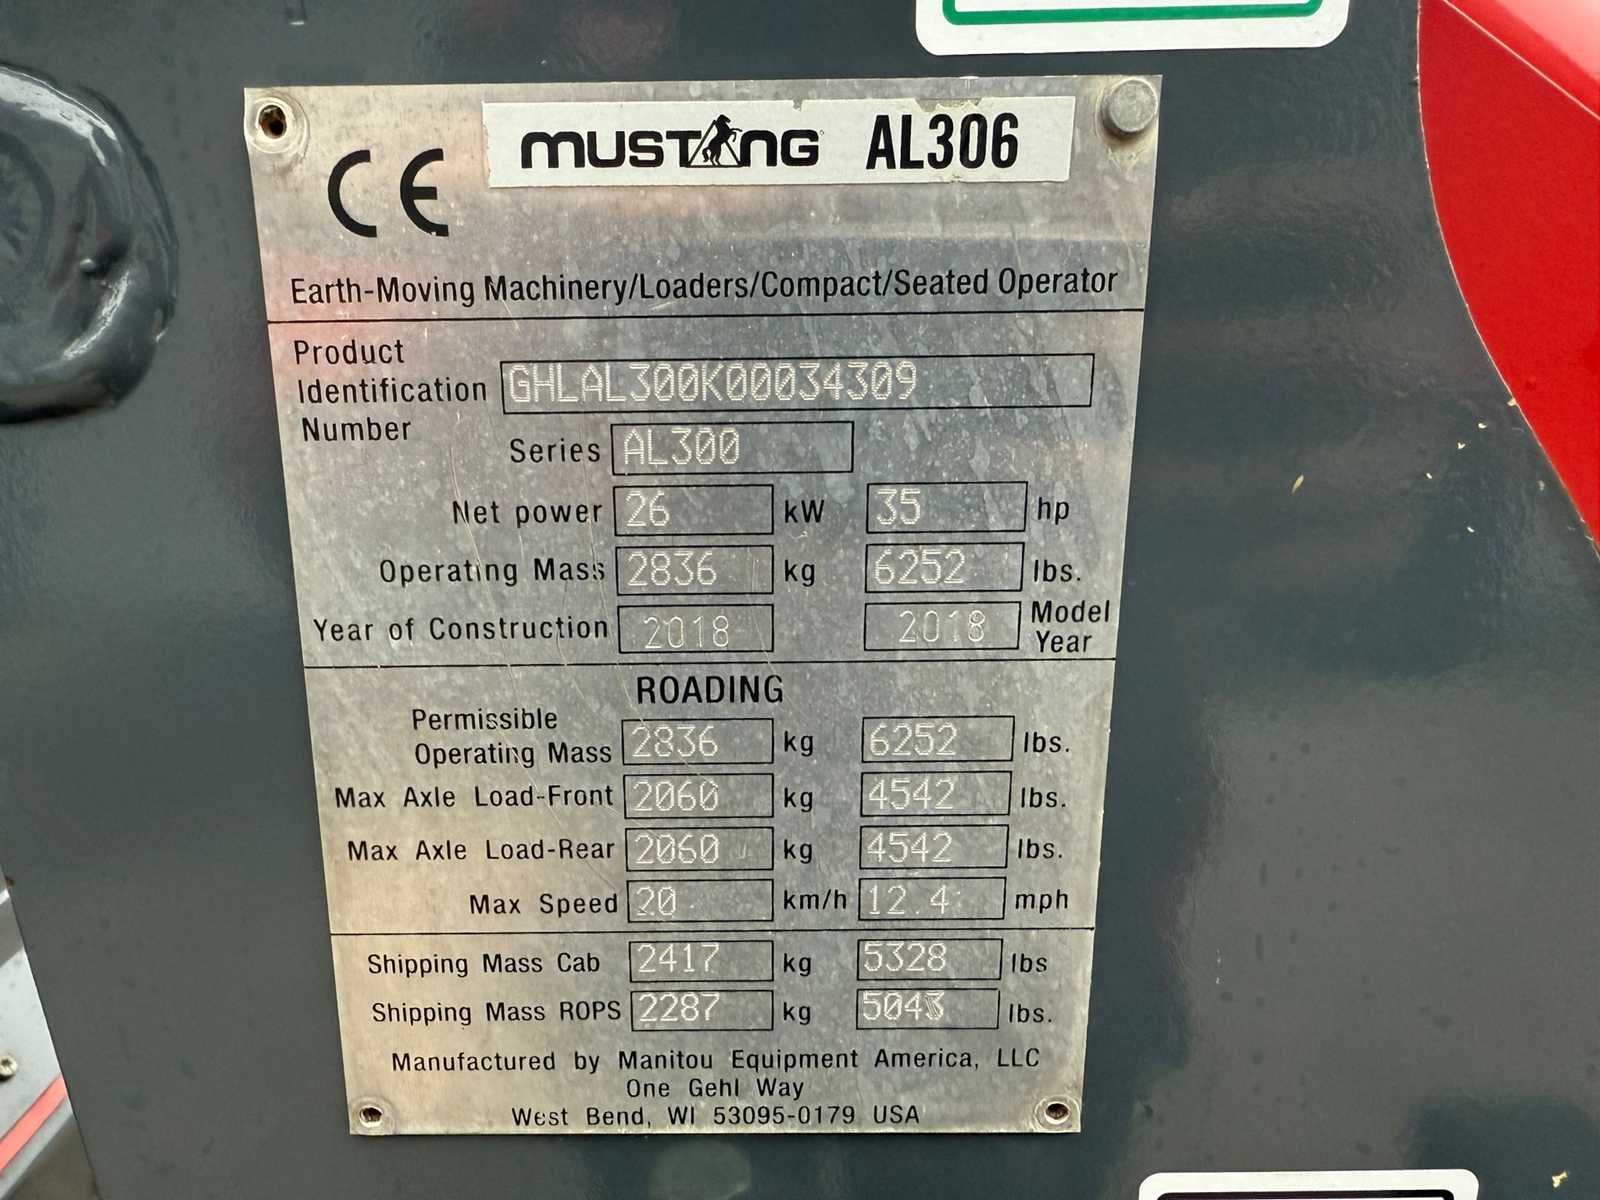 MUSTANG AL306
CE
Earth-Moving Machinery/Loaders/Compact/Seated Operator
Product
Identification GHLAL300K00034309
Number
Series AL300
Net power 26 kW 35 hp
Operating Mass 2836 kg 6252 lbs.
Year of Construction 2018 2018 Model Year
ROADING
Permissible
Operating Mass 2836 kg 6252 lbs.
Max Axle Load-Front 2060 kg 4542 lbs.
Max Axle Load-Rear 2060 kg 4542 lbs.
Max Speed 20 km/h 12.4 mph
Shipping Mass Cab 2417 kg 5328 lbs
Shipping Mass ROPS 2287 kg lbs.
Manufactured by Manitou Equipment America, LLC
One Gehl Way
West Bend, WI 53095-0179 USA